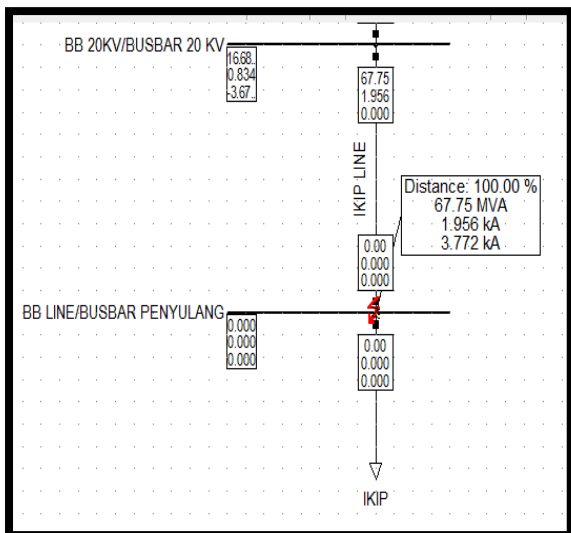 BB 20KV/BUSBAR 20 KV
16.68..
0.834
-3.67..
67.75
1.956
0.000
IKIP LINE
Distance: 100.00 %
67.75 MVA
1.956 kA
3.772 kA
0.00
0.000
0.000
BB LINE/BUSBAR PENYULANG
0.000
0.000
0.000
0.00
0.000
0.000
IKIP